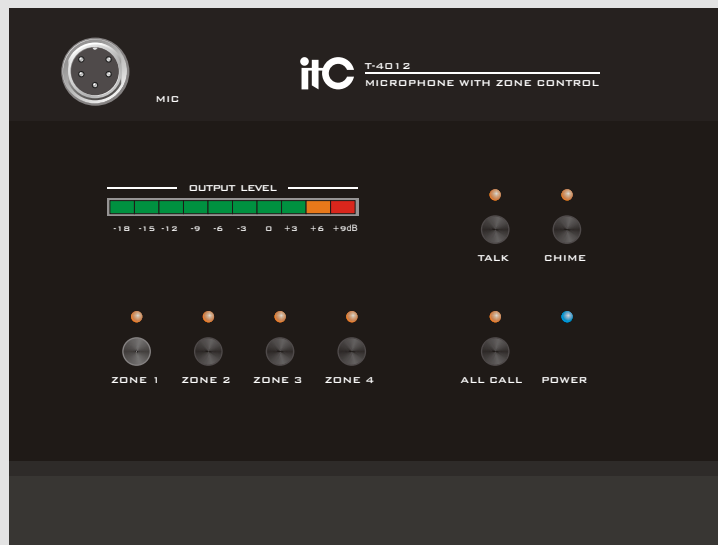 itC
T-4012
MICROPHONE WITH ZONE CONTROL
MIC
OUTPUT LEVEL
-18 -15 -12 -9 -6 -3 0 +3 +6 +9dB
TALK CHIME
ZONE 1 ZONE 2 ZONE 3 ZONE 4 ALL CALL POWER